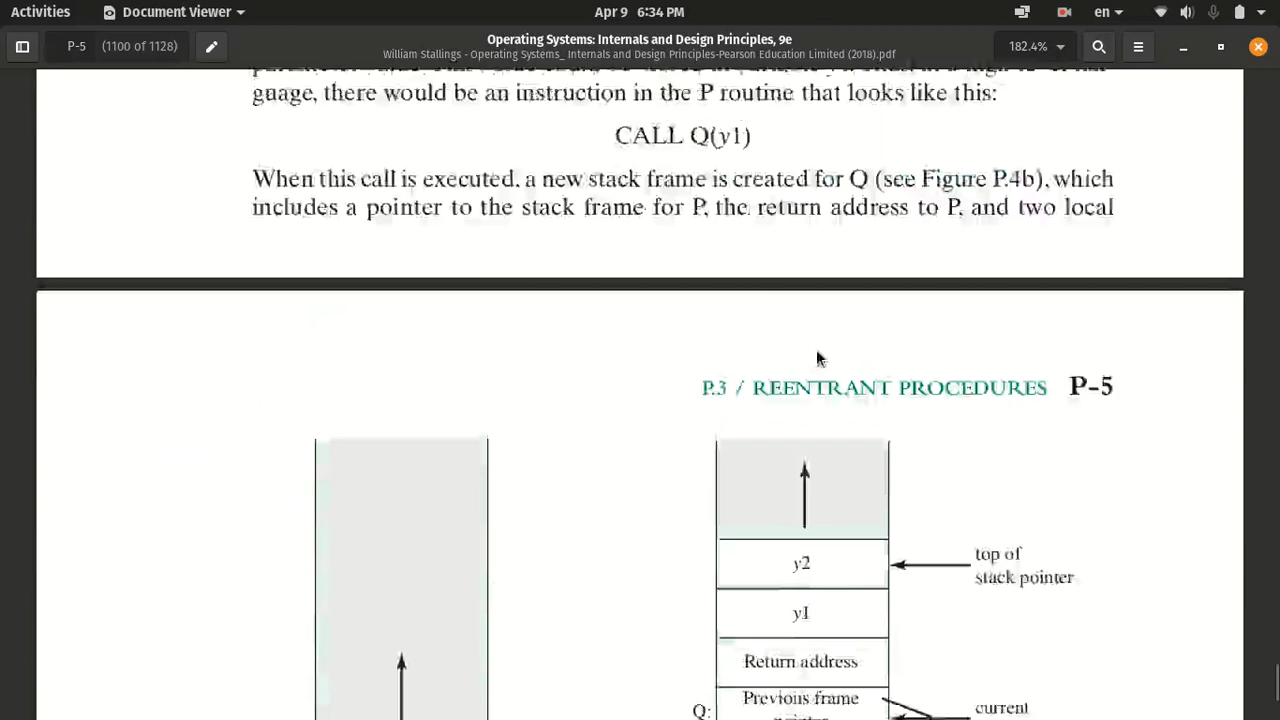 Activities
Document Viewer
Apr 9 6:34 PM
en
P-5 (1100 of 1128)
Operating Systems: Internals and Design Principles, 9e
William Stallings - Operating Systems_ Internals and Design Principles-Pearson Education Limited (2018).pdf
182.4%
guage, there would be an instruction in the P routine that looks like this:
CALL Q(y1)
When this call is executed, a new stack frame is created for Q (see Figure P.4b), which
includes a pointer to the stack frame for P, the return address to P, and two local
P.3 / REENTRANT PROCEDURES P-5
y2
top of
stack pointer
y1
Return address
Q:
Previous frame
pointer
current